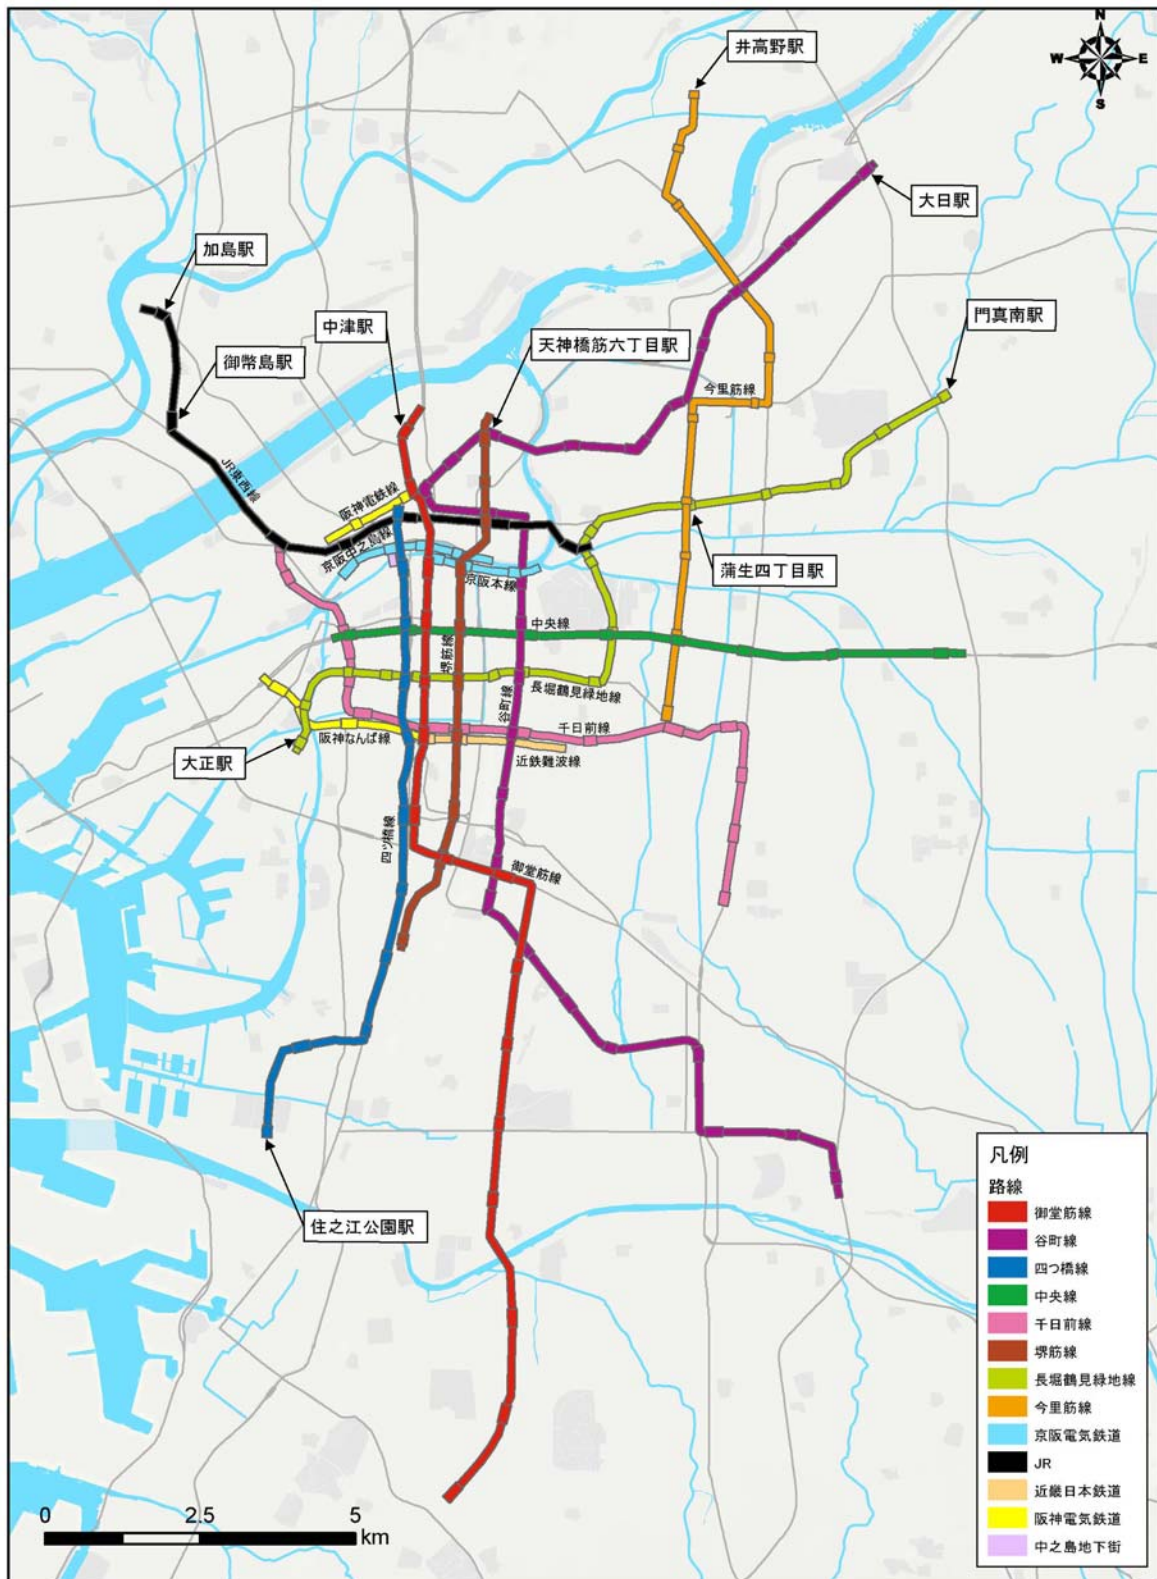 N
W
E
S
井高野駅
大日駅
加島駅
門真南駅
中津駅
天神橋筋六丁目駅
御幣島駅
今里筋線
JR東西線
阪神電鉄線
京阪中之島線
京阪本線
蒲生四丁目駅
中央線
堺筋線
谷町線
長堀鶴見緑地線
千日前線
阪神なんば線
近鉄難波線
大正駅
四ツ橋線
御堂筋線
住之江公園駅
凡例
路線
御堂筋線
谷町線
四つ橋線
中央線
千日前線
堺筋線
長堀鶴見緑地線
今里筋線
京阪電気鉄道
JR
近畿日本鉄道
阪神電気鉄道
中之島地下街
0 2.5 5
km